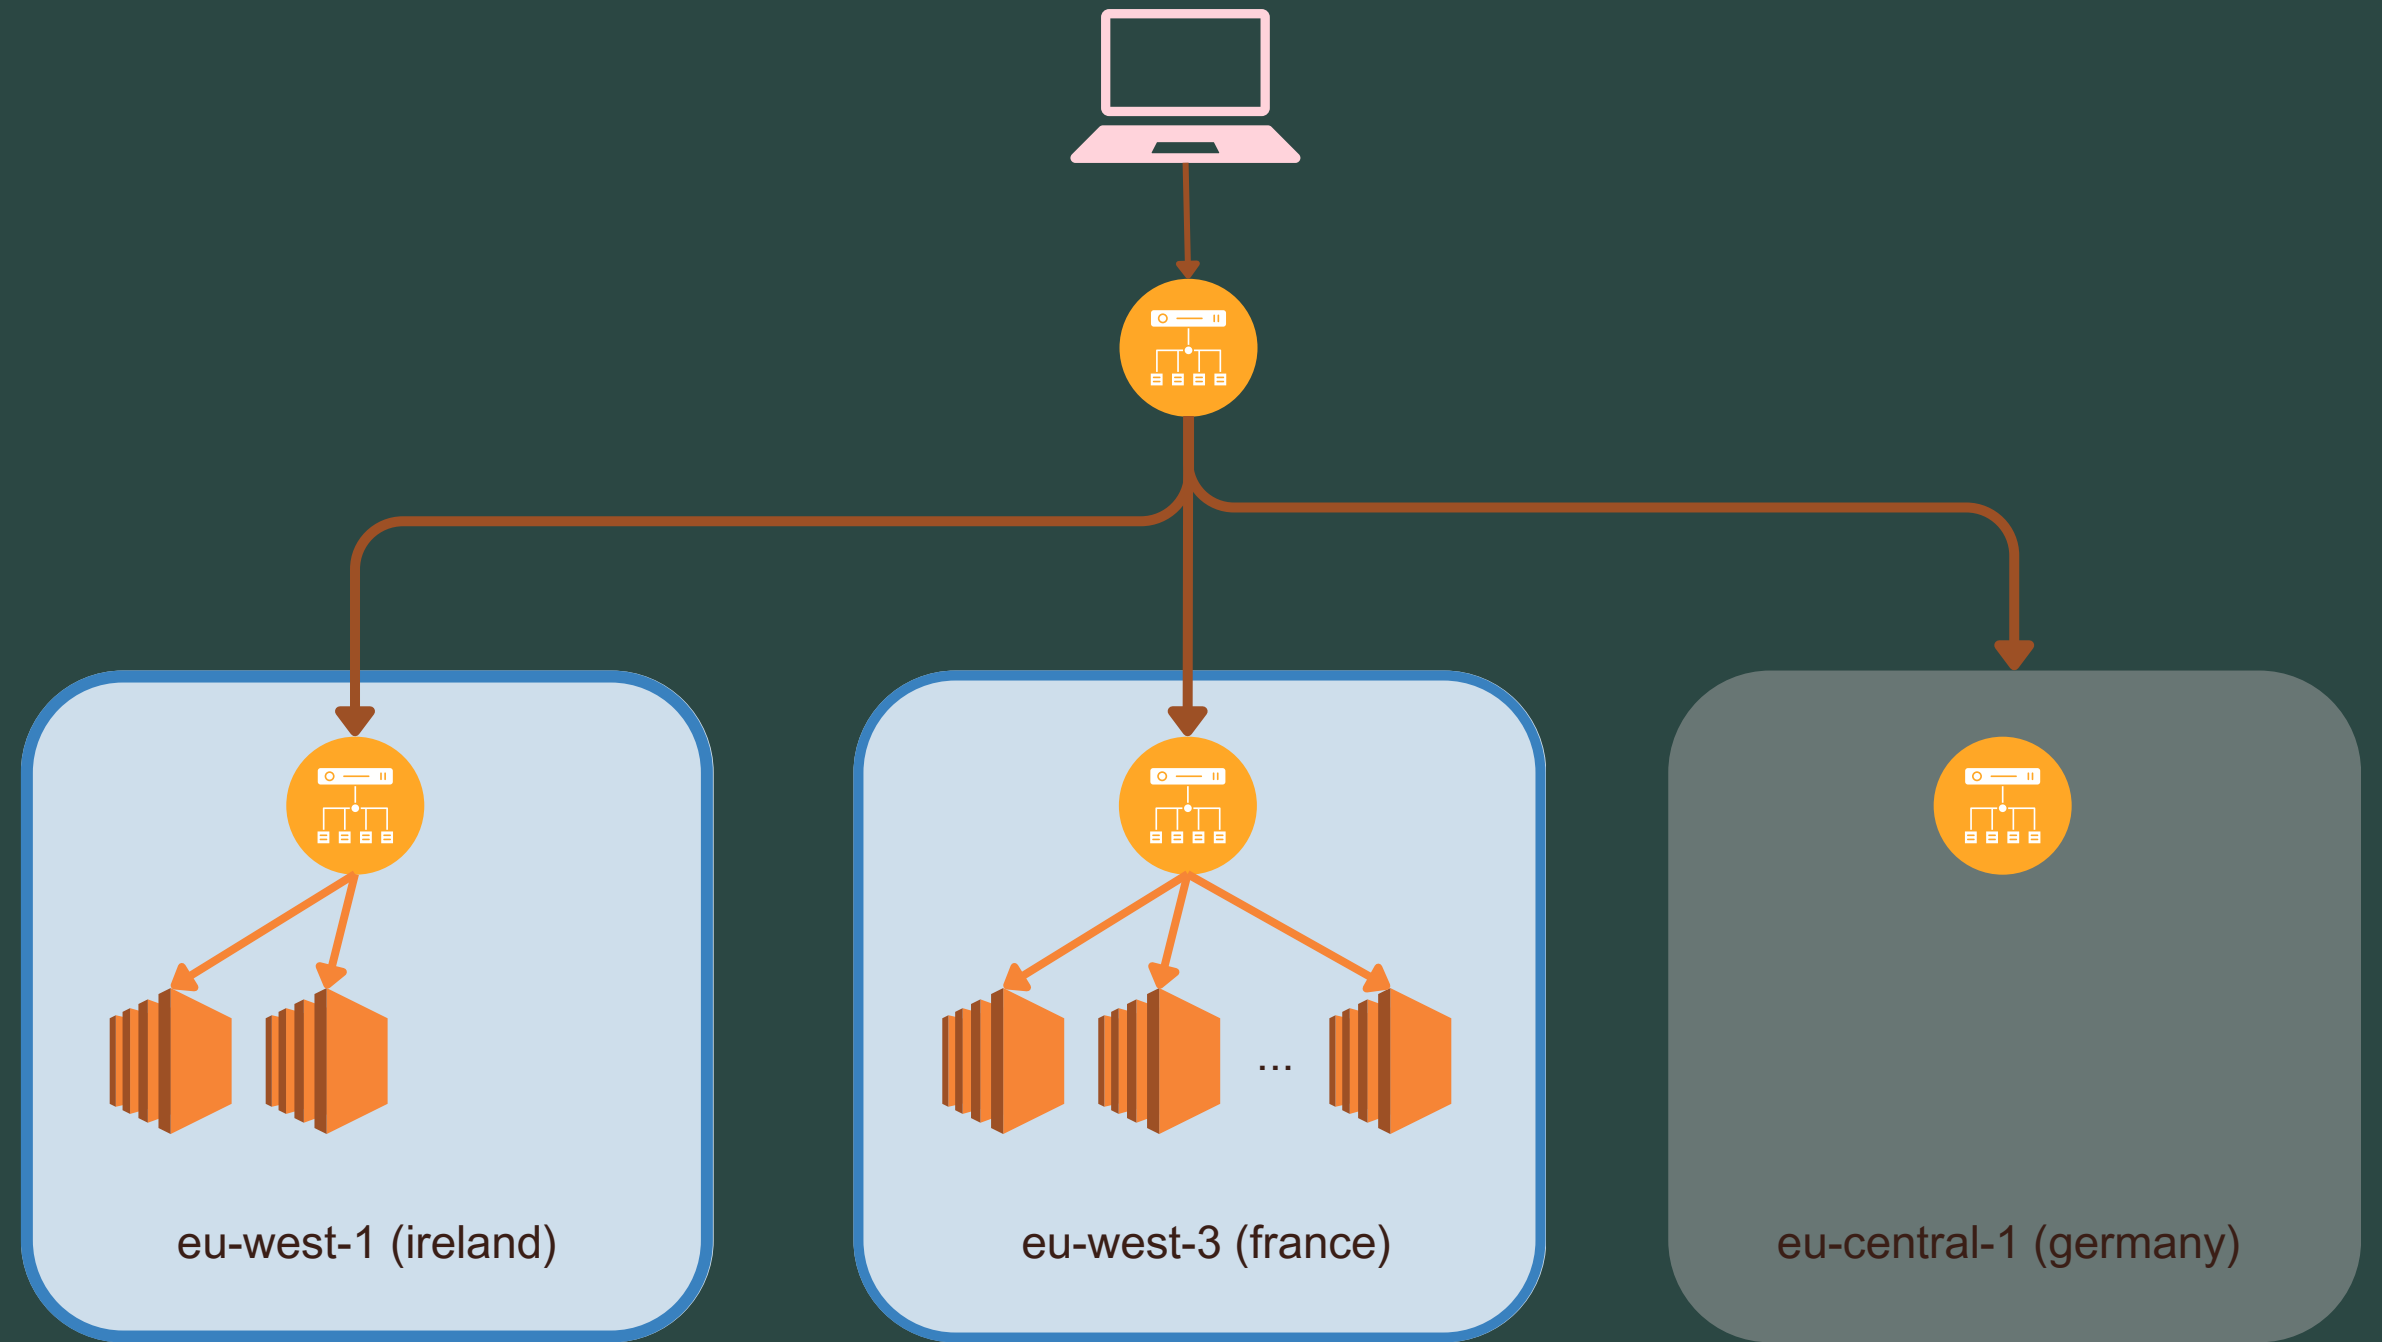 ...
eu-west-1 (ireland)
eu-west-3 (france)
eu-central-1 (germany)